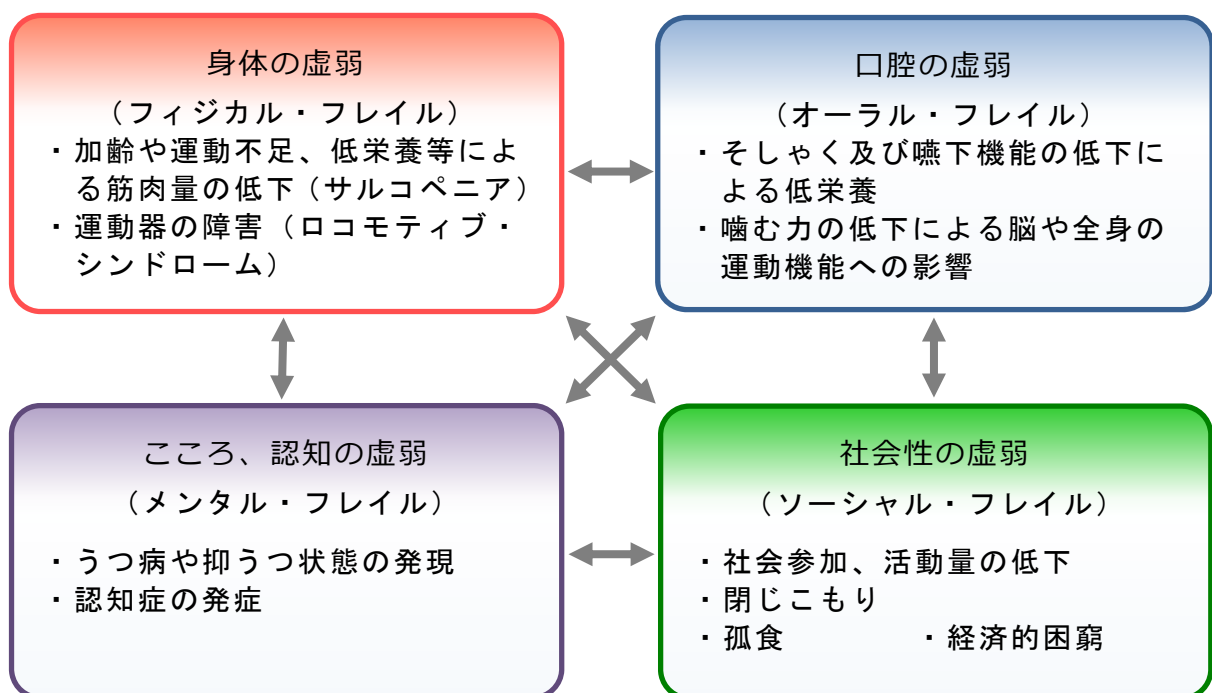 身体の虚弱
（フィジカル・フレイル）
・加齢や運動不足、低栄養等によ
る筋肉量の低下（サルコペニア）
・運動器の障害（ロコモティブ・
シンドローム）
口腔の虚弱
（オーラル・フレイル）
・そしゃく及び嚥下機能の低下に
よる低栄養
・噛む力の低下による脳や全身の
運動機能への影響
こころ、認知の虚弱
（メンタル・フレイル）
・うつ病や抑うつ状態の発現
・認知症の発症
社会性の虚弱
（ソーシャル・フレイル）
・社会参加、活動量の低下
・閉じこもり
・孤食　　　　・経済的困窮